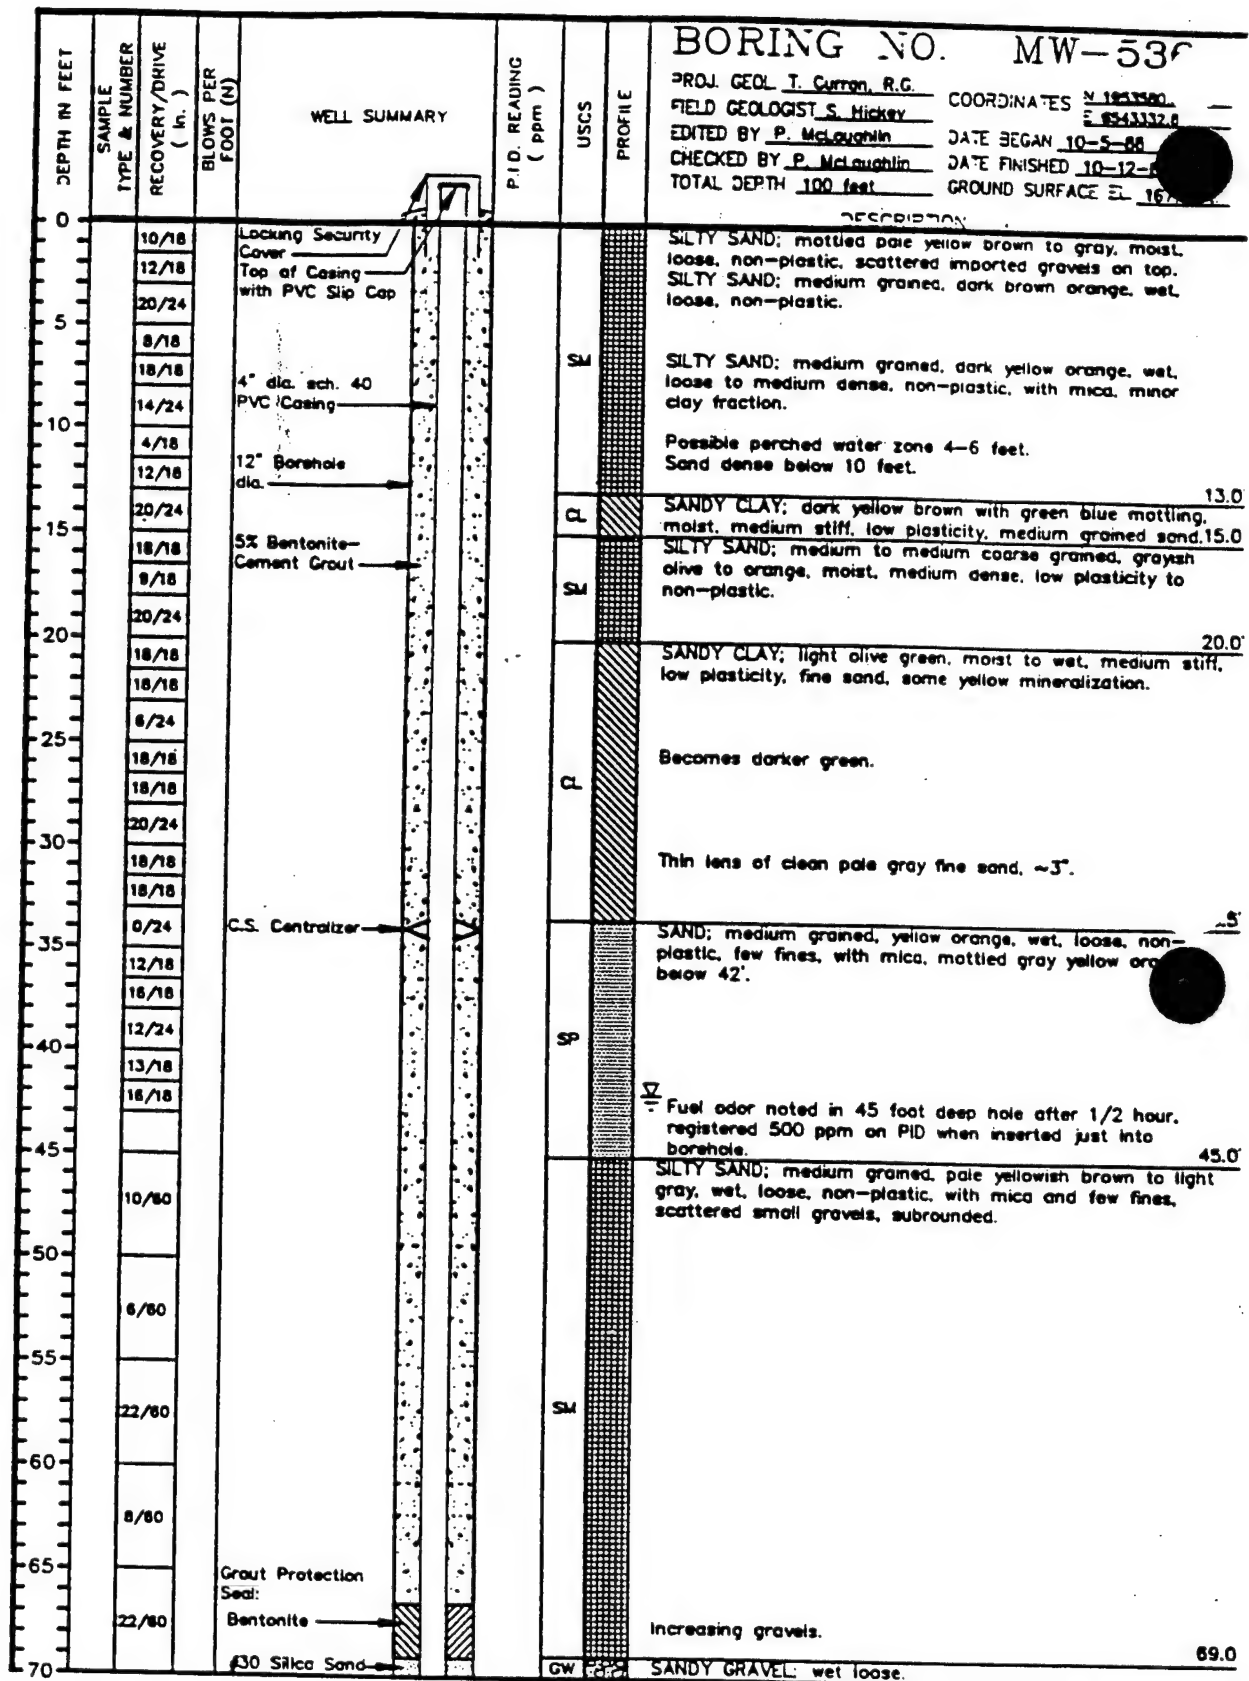 BORING NO. MW-53
PROJ. GEOL. T. Curran, R.G.
FIELD GEOLOGIST S. Hickey
EDITED BY P. McLaughlin
CHECKED BY P. McLaughlin
TOTAL DEPTH 100 feet
COORDINATES N 1953580.
E 6543332.8
DATE BEGAN 10-5-88
DATE FINISHED 10-12-
GROUND SURFACE EL. 167
DEPTH IN FEET
SAMPLE TYPE & NUMBER
RECOVERY/DRIVE ( In. )
BLOWS PER FOOT (N)
WELL SUMMARY
P.I.D. READING ( ppm )
USCS
PROFILE
DESCRIPTION
0
5
10
15
20
25
30
35
40
45
50
55
60
65
70
10/18
12/18
20/24
8/18
18/18
14/24
4/18
12/18
20/24
18/18
9/18
20/24
18/18
18/18
6/24
18/18
18/18
20/24
18/18
18/18
0/24
12/18
16/18
12/24
13/18
16/18
10/60
6/60
22/60
8/60
22/60
Locking Security
Cover
Top of Casing
with PVC Slip Cap
4" dia. sch. 40
PVC Casing
12" Borehole
dia.
5% Bentonite-
Cement Grout
C.S. Centralizer
Grout Protection
Seal:
Bentonite
#30 Silica Sand
SM
CL
SM
CL
SP
SM
GW
SILTY SAND; mottled pale yellow brown to gray, moist,
loose, non-plastic, scattered imported gravels on top.
SILTY SAND; medium grained, dark brown orange, wet,
loose, non-plastic.
SILTY SAND; medium grained, dark yellow orange, wet,
loose to medium dense, non-plastic, with mica, minor
clay fraction.
Possible perched water zone 4-6 feet.
Sand dense below 10 feet.
13.0'
SANDY CLAY; dark yellow brown with green blue mottling,
moist, medium stiff, low plasticity, medium grained sand.
15.0
SILTY SAND; medium to medium coarse grained, grayish
olive to orange, moist, medium dense, low plasticity to
non-plastic.
20.0'
SANDY CLAY; light olive green, moist to wet, medium stiff,
low plasticity, fine sand, some yellow mineralization.
Becomes darker green.
Thin lens of clean pale gray fine sand, ~3".
.5'
SAND; medium grained, yellow orange, wet, loose, non-
plastic, few fines, with mica, mottled gray yellow
below 42'.
Fuel odor noted in 45 foot deep hole after 1/2 hour,
registered 500 ppm on PID when inserted just into
borehole.
45.0'
SILTY SAND; medium grained, pale yellowish brown to light
gray, wet, loose, non-plastic, with mica and few fines,
scattered small gravels, subrounded.
Increasing gravels.
69.0
SANDY GRAVEL; wet loose.